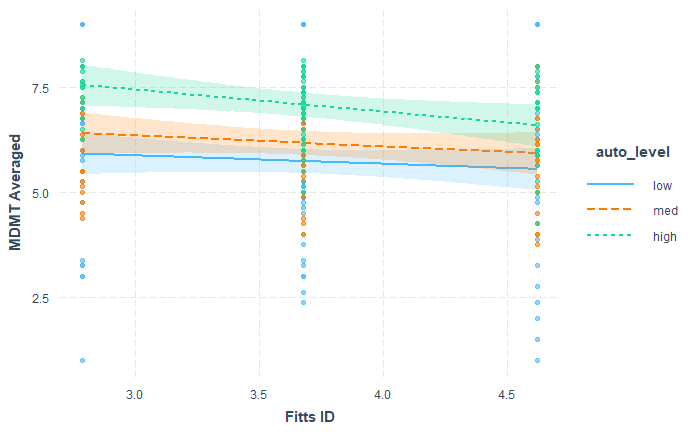 MDMT Averaged
7.5
5.0
2.5
3.0
3.5
4.0
4.5
Fitts ID
auto_level
low
med
high